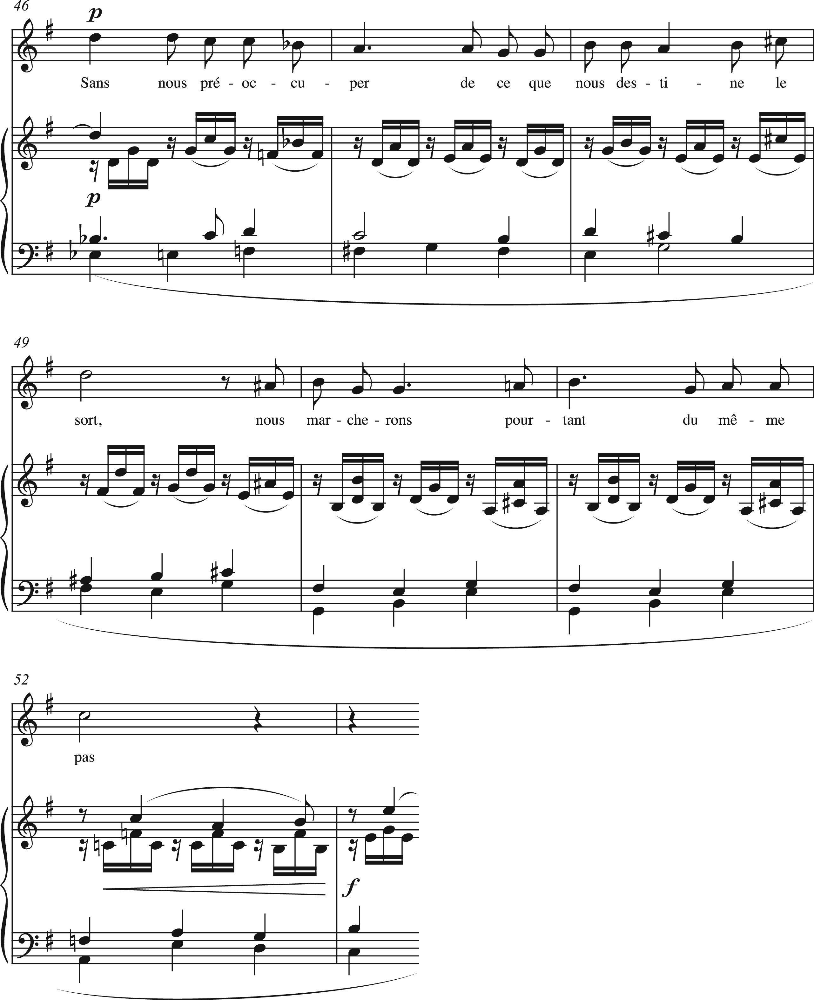 46
p
Sans nous pré - oc - cu - per de ce que nous des - ti - ne le
p
49
sort, nous mar - che - rons pour - tant du mê - me
52
pas
f